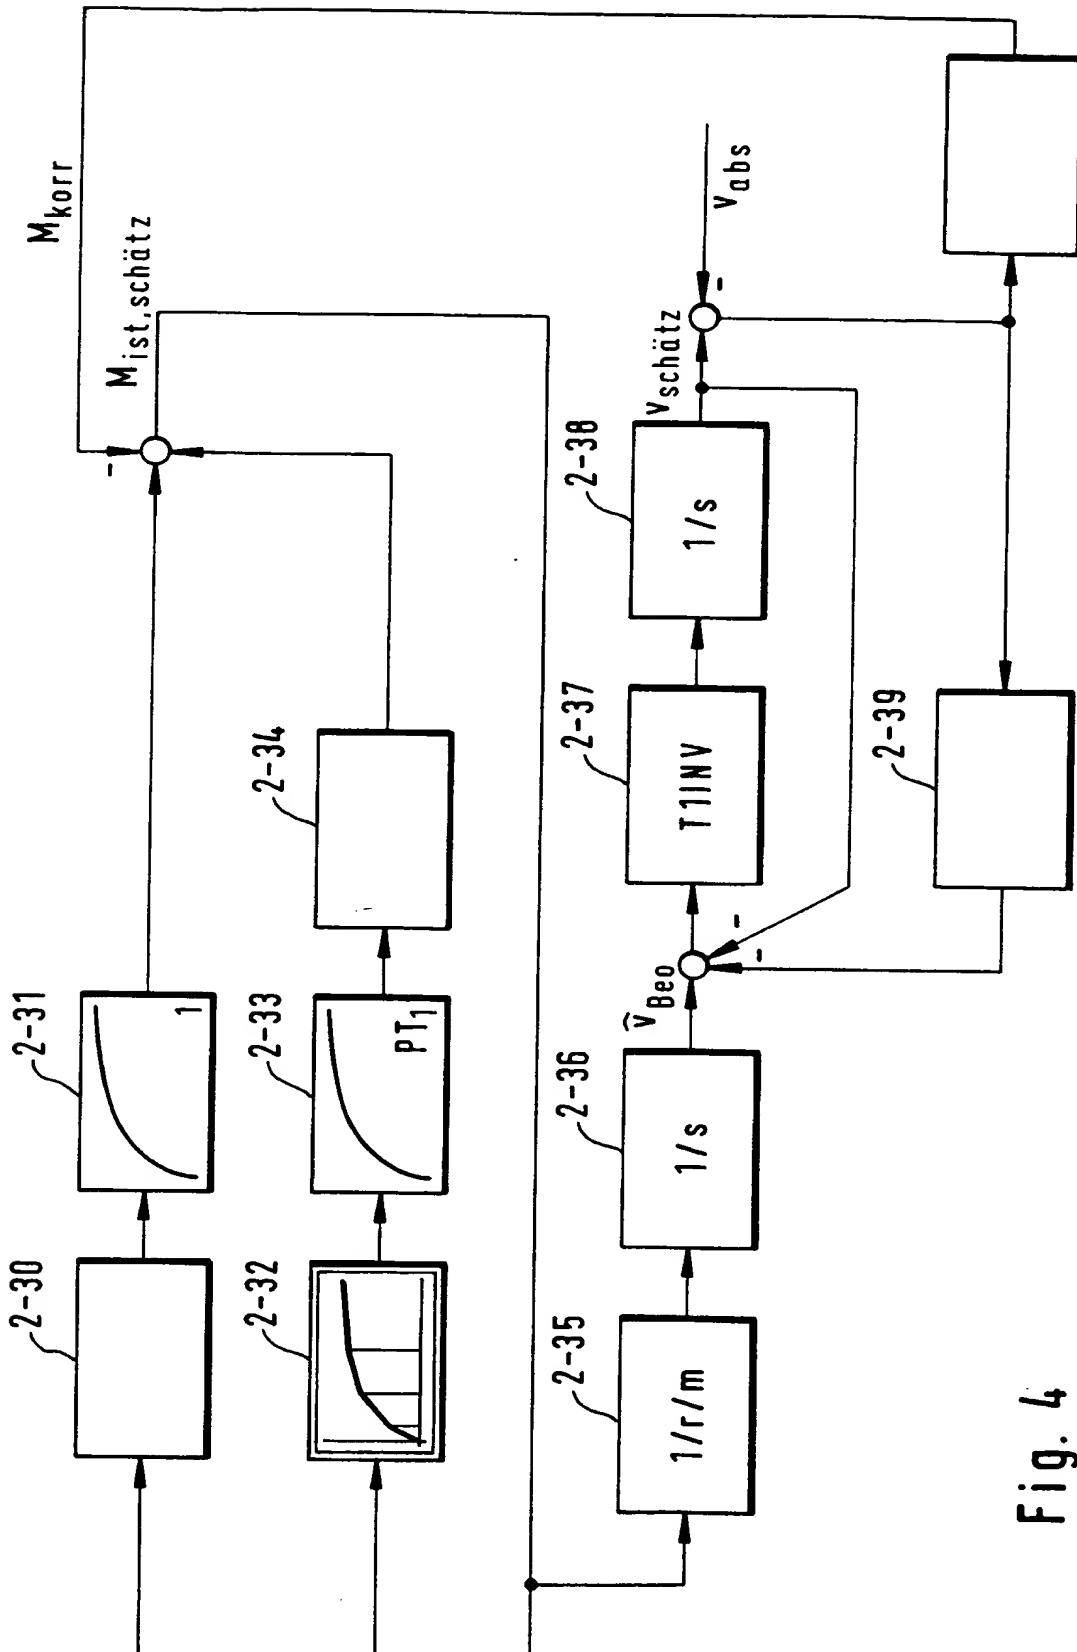 M_korr
M_ist,schätz
2-30
2-31
1
2-32
2-33
PT_1
2-34
2-35
1/r/m
2-36
1/s
v̂_Beo
-
-
2-37
T1INV
2-38
1/s
v_schätz
-
v_abs
2-39
-
Fig. 4